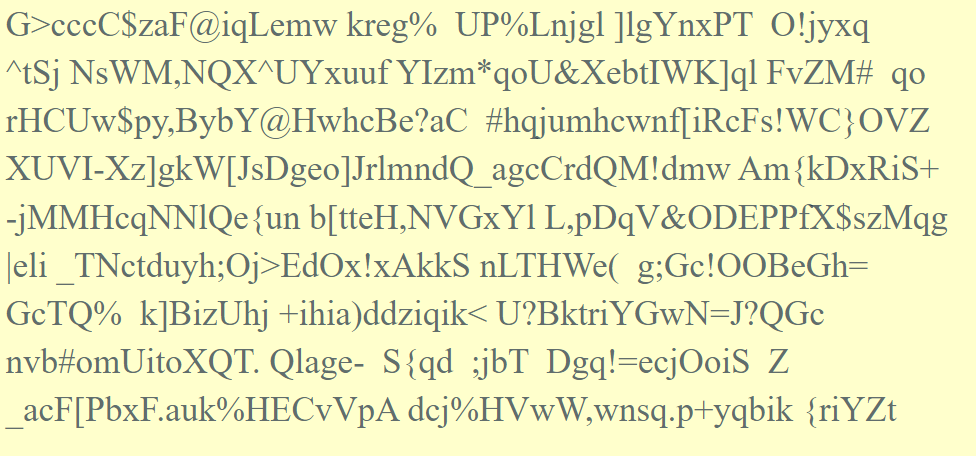 G>cccC$zaF@iqLemw kreg%  UP%Lnjgl ]lgYnxPT  O!jyxq
^tSj NsWM,NQX^UYxuuf YIzm*qoU&XebtIWK]ql FvZM#  qo
rHCUw$py,BybY@HwhcBe?aC  #hqjumhcwnf[iRcFs!WC}OVZ
XUVI-Xz]gkW[JsDgeo]JrlmndQ_agcCrdQM!dmw Am{kDxRiS+
-jMMHcqNNlQe{un b[tteH,NVGxYl L,pDqV&ODEPPfX$szMqg
|eli _TNctduyh;Oj>EdOx!xAkkS nLTHWe(  g;Gc!OOBeGh=
GcTQ%  k]BizUhj +ihia)ddziqik< U?BktriYGwN=J?QGc
nvb#omUitoXQT. Qlage-  S{qd  ;jbT  Dgq!=ecjOoiS  Z
_acF[PbxF.auk%HECvVpA dcj%HVwW,wnsq.p+yqbik {riYZt